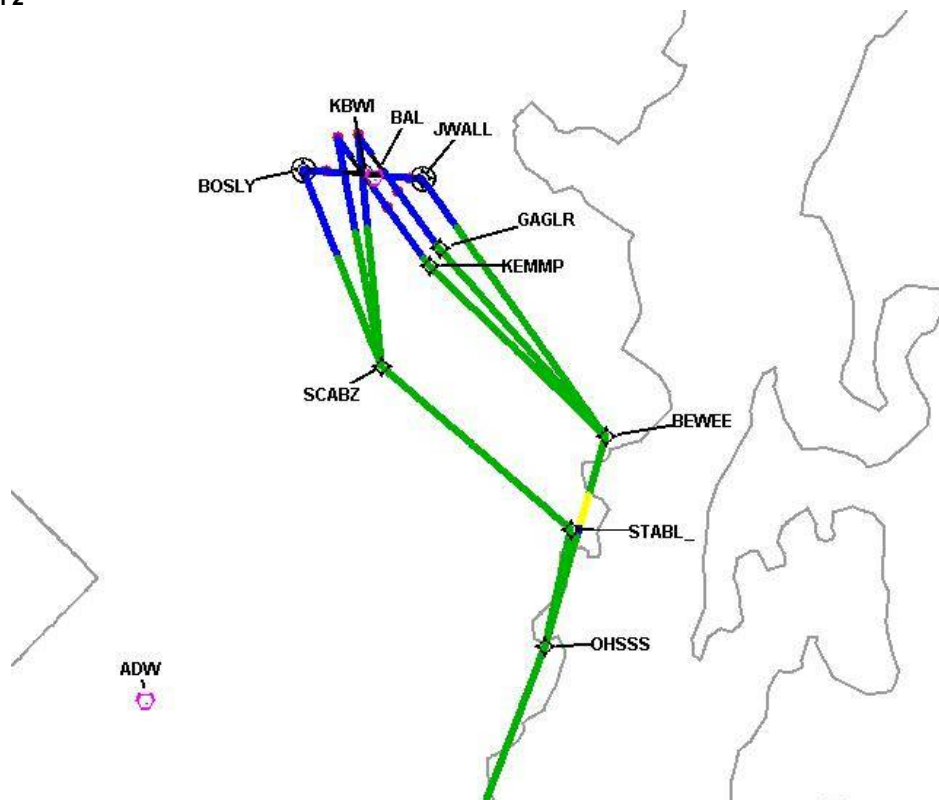 KBWI
BAL
JWALL
BOSLY
GAGLR
KEMMP
SCABZ
BEWEE
STABL_
OHSSS
ADW